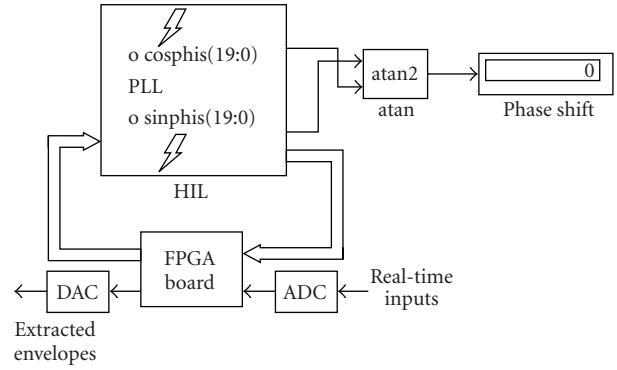 o cosphis(19:0)
PLL
o sinphis(19:0)
HIL
atan2
atan
0
Phase shift
FPGA
board
DAC
ADC
Real-time
inputs
Extracted
envelopes